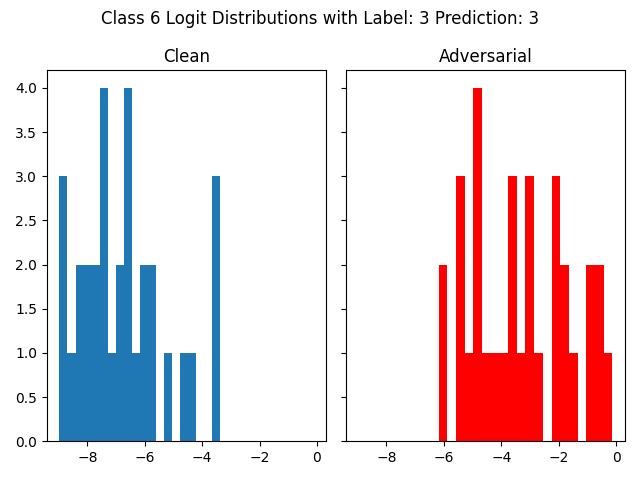 Class 6 Logit Distributions with Label: 3 Prediction: 3
Clean
Adversarial
4.0
3.5
3.0
2.5
2.0
1.5
1.0
0.5
0.0
−8 −6 −4 −2 0
−8 −6 −4 −2 0